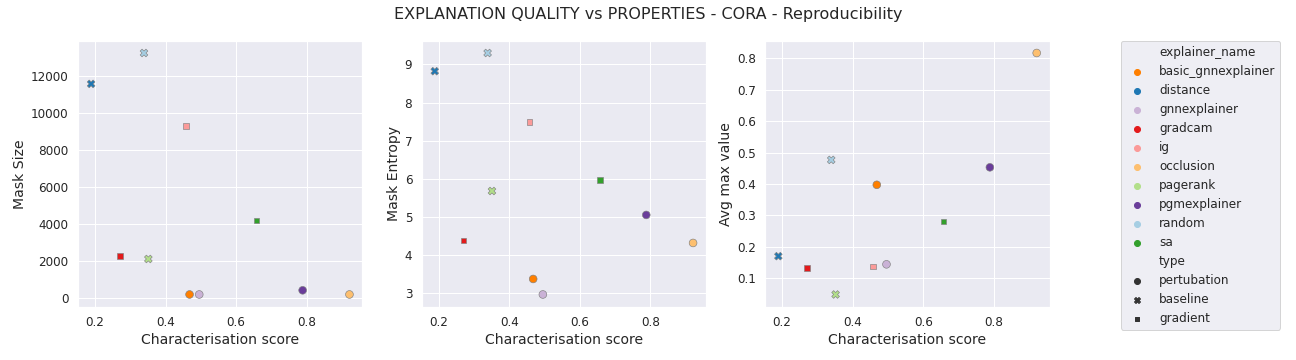 EXPLANATION QUALITY vs PROPERTIES - CORA - Reproducibility
Mask Size
12000
10000
8000
6000
4000
2000
0
0.2 0.4 0.6 0.8
Characterisation score
Mask Entropy
9
8
7
6
5
4
3
0.2 0.4 0.6 0.8
Characterisation score
Avg max value
0.8
0.7
0.6
0.5
0.4
0.3
0.2
0.1
0.2 0.4 0.6 0.8
Characterisation score
explainer_name
basic_gnnexplainer
distance
gnnexplainer
gradcam
ig
occlusion
pagerank
pgmexplainer
random
sa
type
pertubation
baseline
gradient